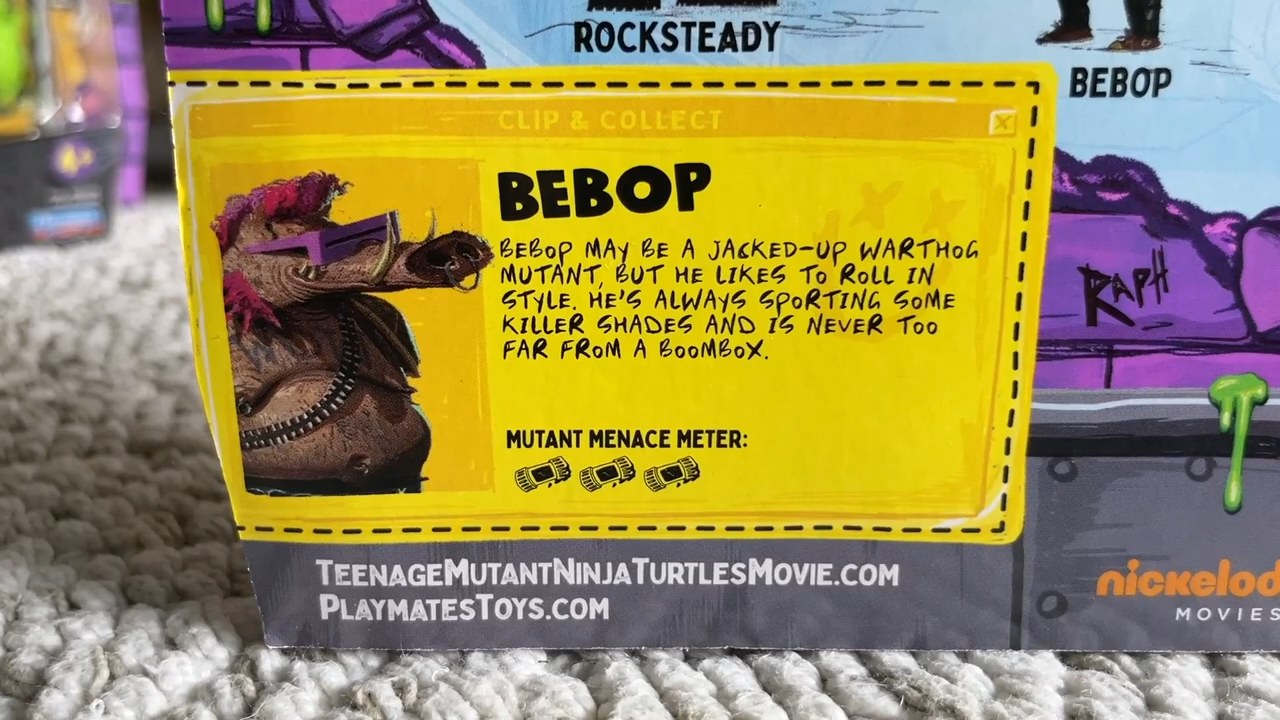 ROCKSTEADY
BEBOP
CLIP & COLLECT
BEBOP
BEBOP MAY BE A JACKED-UP WARTHOG
MUTANT, BUT HE LIKES TO ROLL IN
STYLE. HE'S ALWAYS SPORTING SOME
KILLER SHADES AND IS NEVER TOO
FAR FROM A BOOMBOX.
RAPH
MUTANT MENACE METER:
TEENAGEMUTANTNINJATURTLESMOVIE.COM
PLAYMATESTOYS.COM
nickelod
MOVIES